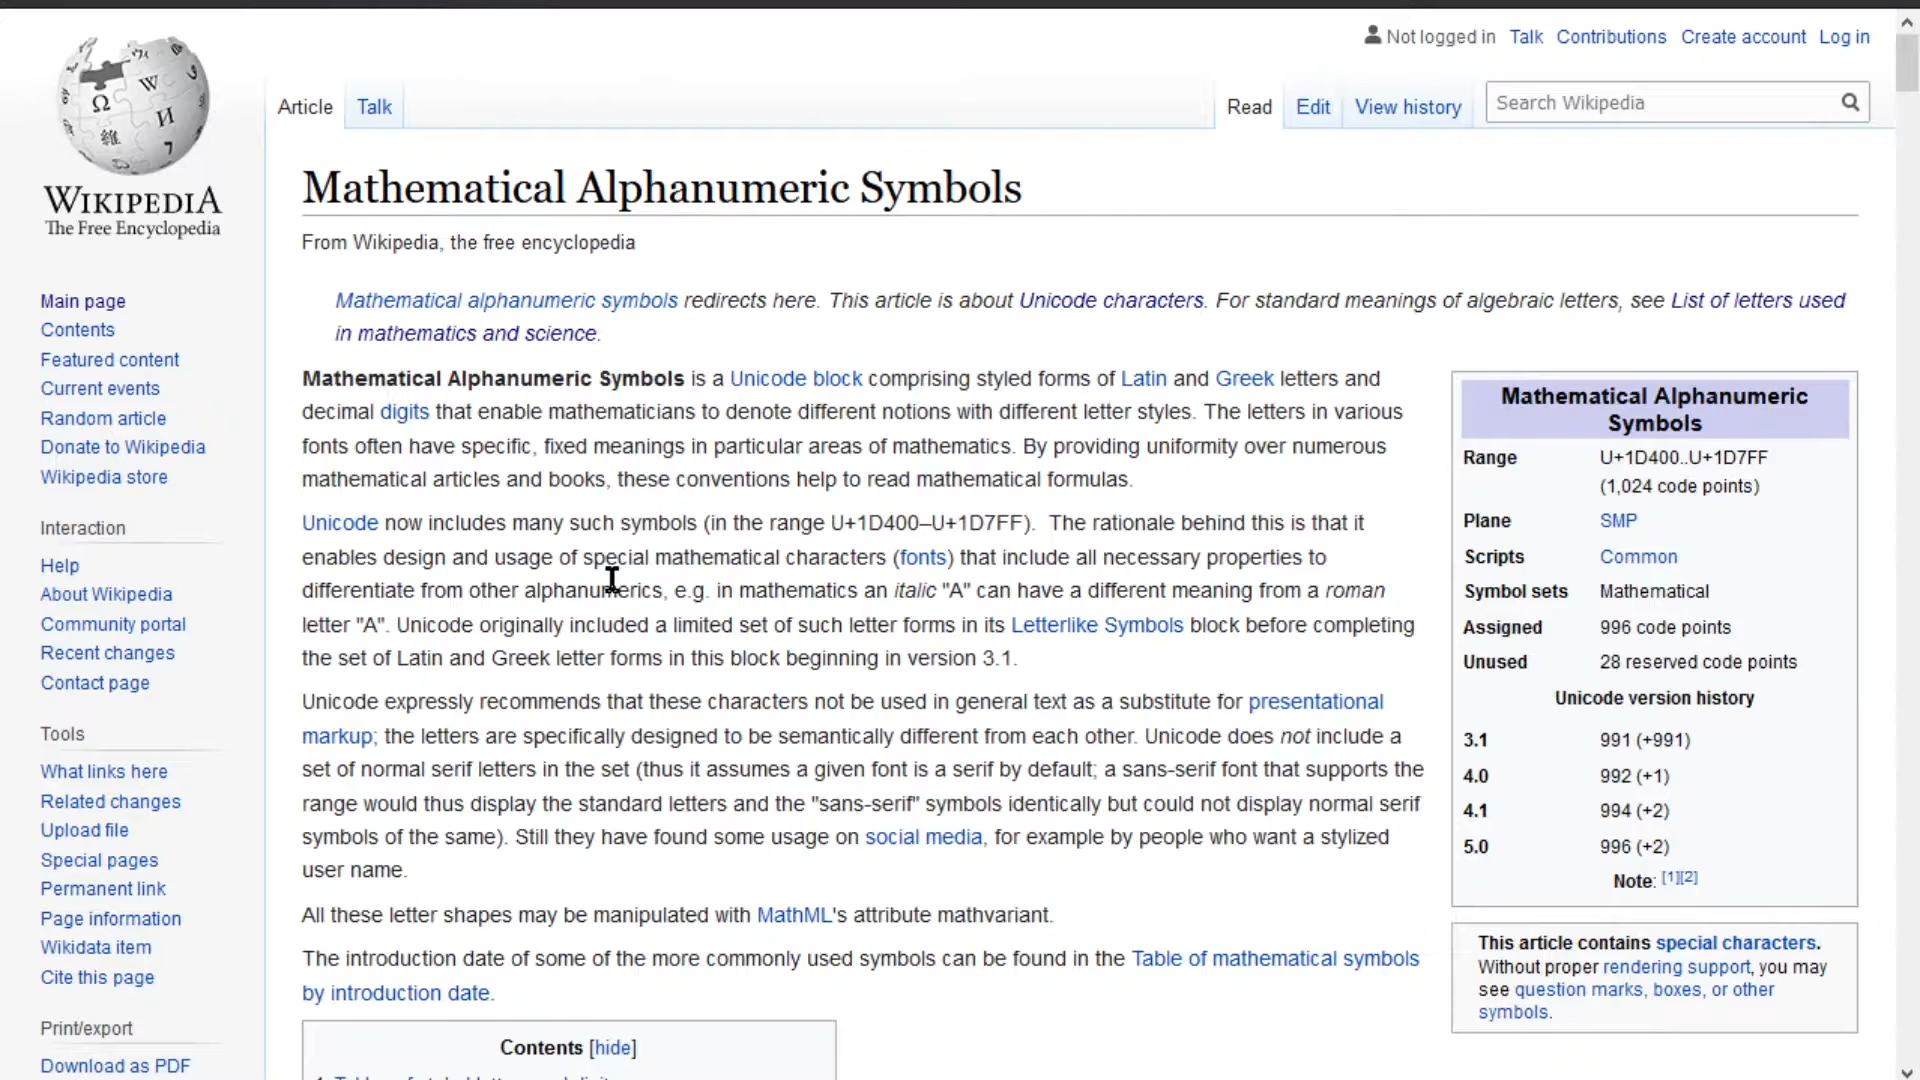 Not logged in Talk Contributions Create account Log in
Article Talk Read Edit View history Search Wikipedia
WIKIPEDIA
The Free Encyclopedia
Main page
Contents
Featured content
Current events
Random article
Donate to Wikipedia
Wikipedia store
Interaction
Help
About Wikipedia
Community portal
Recent changes
Contact page
Tools
What links here
Related changes
Upload file
Special pages
Permanent link
Page information
Wikidata item
Cite this page
Print/export
Download as PDF
Mathematical Alphanumeric Symbols
From Wikipedia, the free encyclopedia
Mathematical alphanumeric symbols redirects here. This article is about Unicode characters. For standard meanings of algebraic letters, see List of letters used
in mathematics and science.
Mathematical Alphanumeric Symbols is a Unicode block comprising styled forms of Latin and Greek letters and
decimal digits that enable mathematicians to denote different notions with different letter styles. The letters in various
fonts often have specific, fixed meanings in particular areas of mathematics. By providing uniformity over numerous
mathematical articles and books, these conventions help to read mathematical formulas.
Unicode now includes many such symbols (in the range U+1D400–U+1D7FF). The rationale behind this is that it
enables design and usage of special mathematical characters (fonts) that include all necessary properties to
differentiate from other alphanumerics, e.g. in mathematics an italic "A" can have a different meaning from a roman
letter "A". Unicode originally included a limited set of such letter forms in its Letterlike Symbols block before completing
the set of Latin and Greek letter forms in this block beginning in version 3.1.
Unicode expressly recommends that these characters not be used in general text as a substitute for presentational
markup; the letters are specifically designed to be semantically different from each other. Unicode does not include a
set of normal serif letters in the set (thus it assumes a given font is a serif by default; a sans-serif font that supports the
range would thus display the standard letters and the "sans-serif" symbols identically but could not display normal serif
symbols of the same). Still they have found some usage on social media, for example by people who want a stylized
user name.
All these letter shapes may be manipulated with MathML's attribute mathvariant.
The introduction date of some of the more commonly used symbols can be found in the Table of mathematical symbols
by introduction date.
Contents [hide]
Mathematical Alphanumeric
Symbols
Range U+1D400..U+1D7FF
(1,024 code points)
Plane SMP
Scripts Common
Symbol sets Mathematical
Assigned 996 code points
Unused 28 reserved code points
Unicode version history
3.1 991 (+991)
4.0 992 (+1)
4.1 994 (+2)
5.0 996 (+2)
Note: [1][2]
This article contains special characters.
Without proper rendering support, you may
see question marks, boxes, or other
symbols.